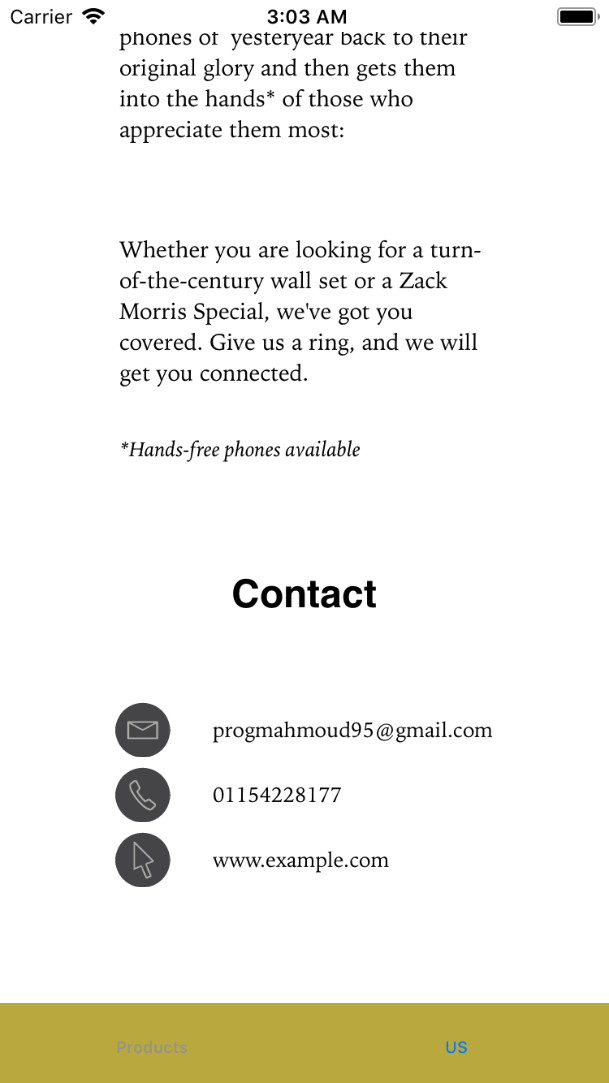 Carrier 3:03 AM
phones of yesteryear back to their
original glory and then gets them
into the hands* of those who
appreciate them most:
Whether you are looking for a turn-
of-the-century wall set or a Zack
Morris Special, we've got you
covered. Give us a ring, and we will
get you connected.
*Hands-free phones available
Contact
progmahmoud95@gmail.com
01154228177
www.example.com
Products US